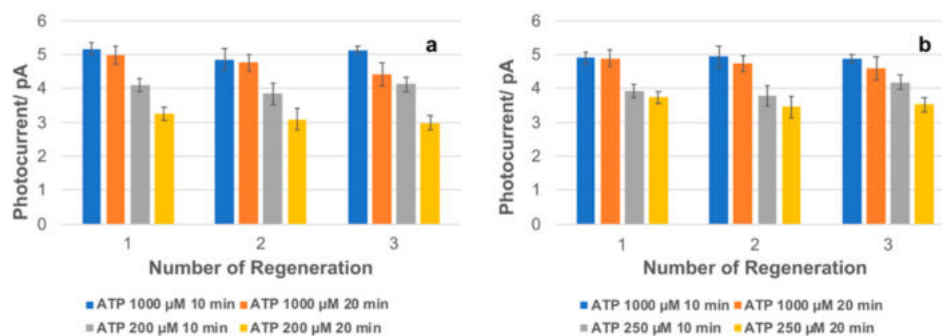 a
Photocurrent/ pA
6
5
4
3
2
1
0
1 2 3
Number of Regeneration
ATP 1000 μM 10 min ATP 1000 μM 20 min
ATP 200 μM 10 min ATP 200 μM 20 min
b
Photocurrent/ pA
6
5
4
3
2
1
0
1 2 3
Number of Regeneration
ATP 1000 μM 10 min ATP 1000 μM 20 min
ATP 250 μM 10 min ATP 250 μM 20 min